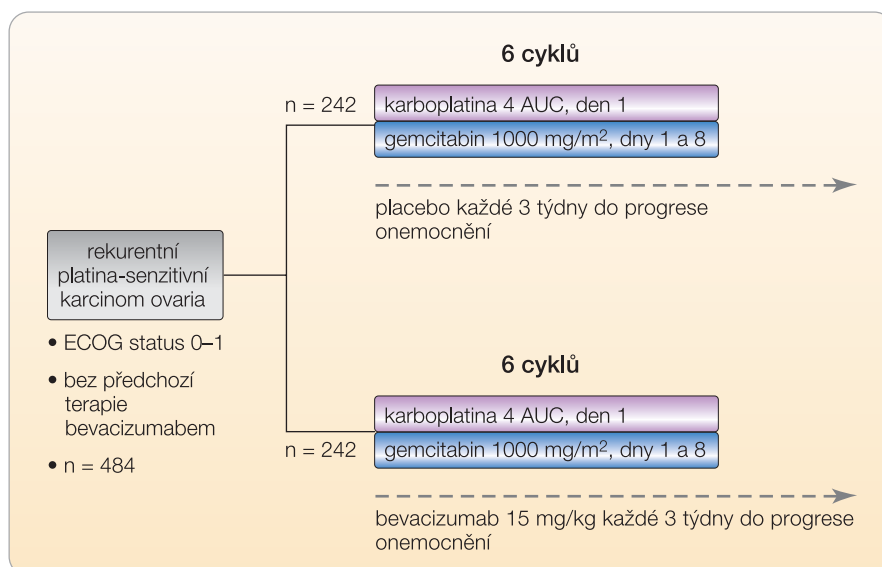 6 cyklů
n = 242
karboplatina 4 AUC, den 1
gemcitabin 1000 mg/m², dny 1 a 8
placebo každé 3 týdny do progrese
onemocnění
rekurentní
platina-senzitivní
karcinom ovaria
• ECOG status 0–1
• bez předchozí
terapie
bevacizumabem
• n = 484
6 cyklů
n = 242
karboplatina 4 AUC, den 1
gemcitabin 1000 mg/m², dny 1 a 8
bevacizumab 15 mg/kg každé 3 týdny do progrese
onemocnění